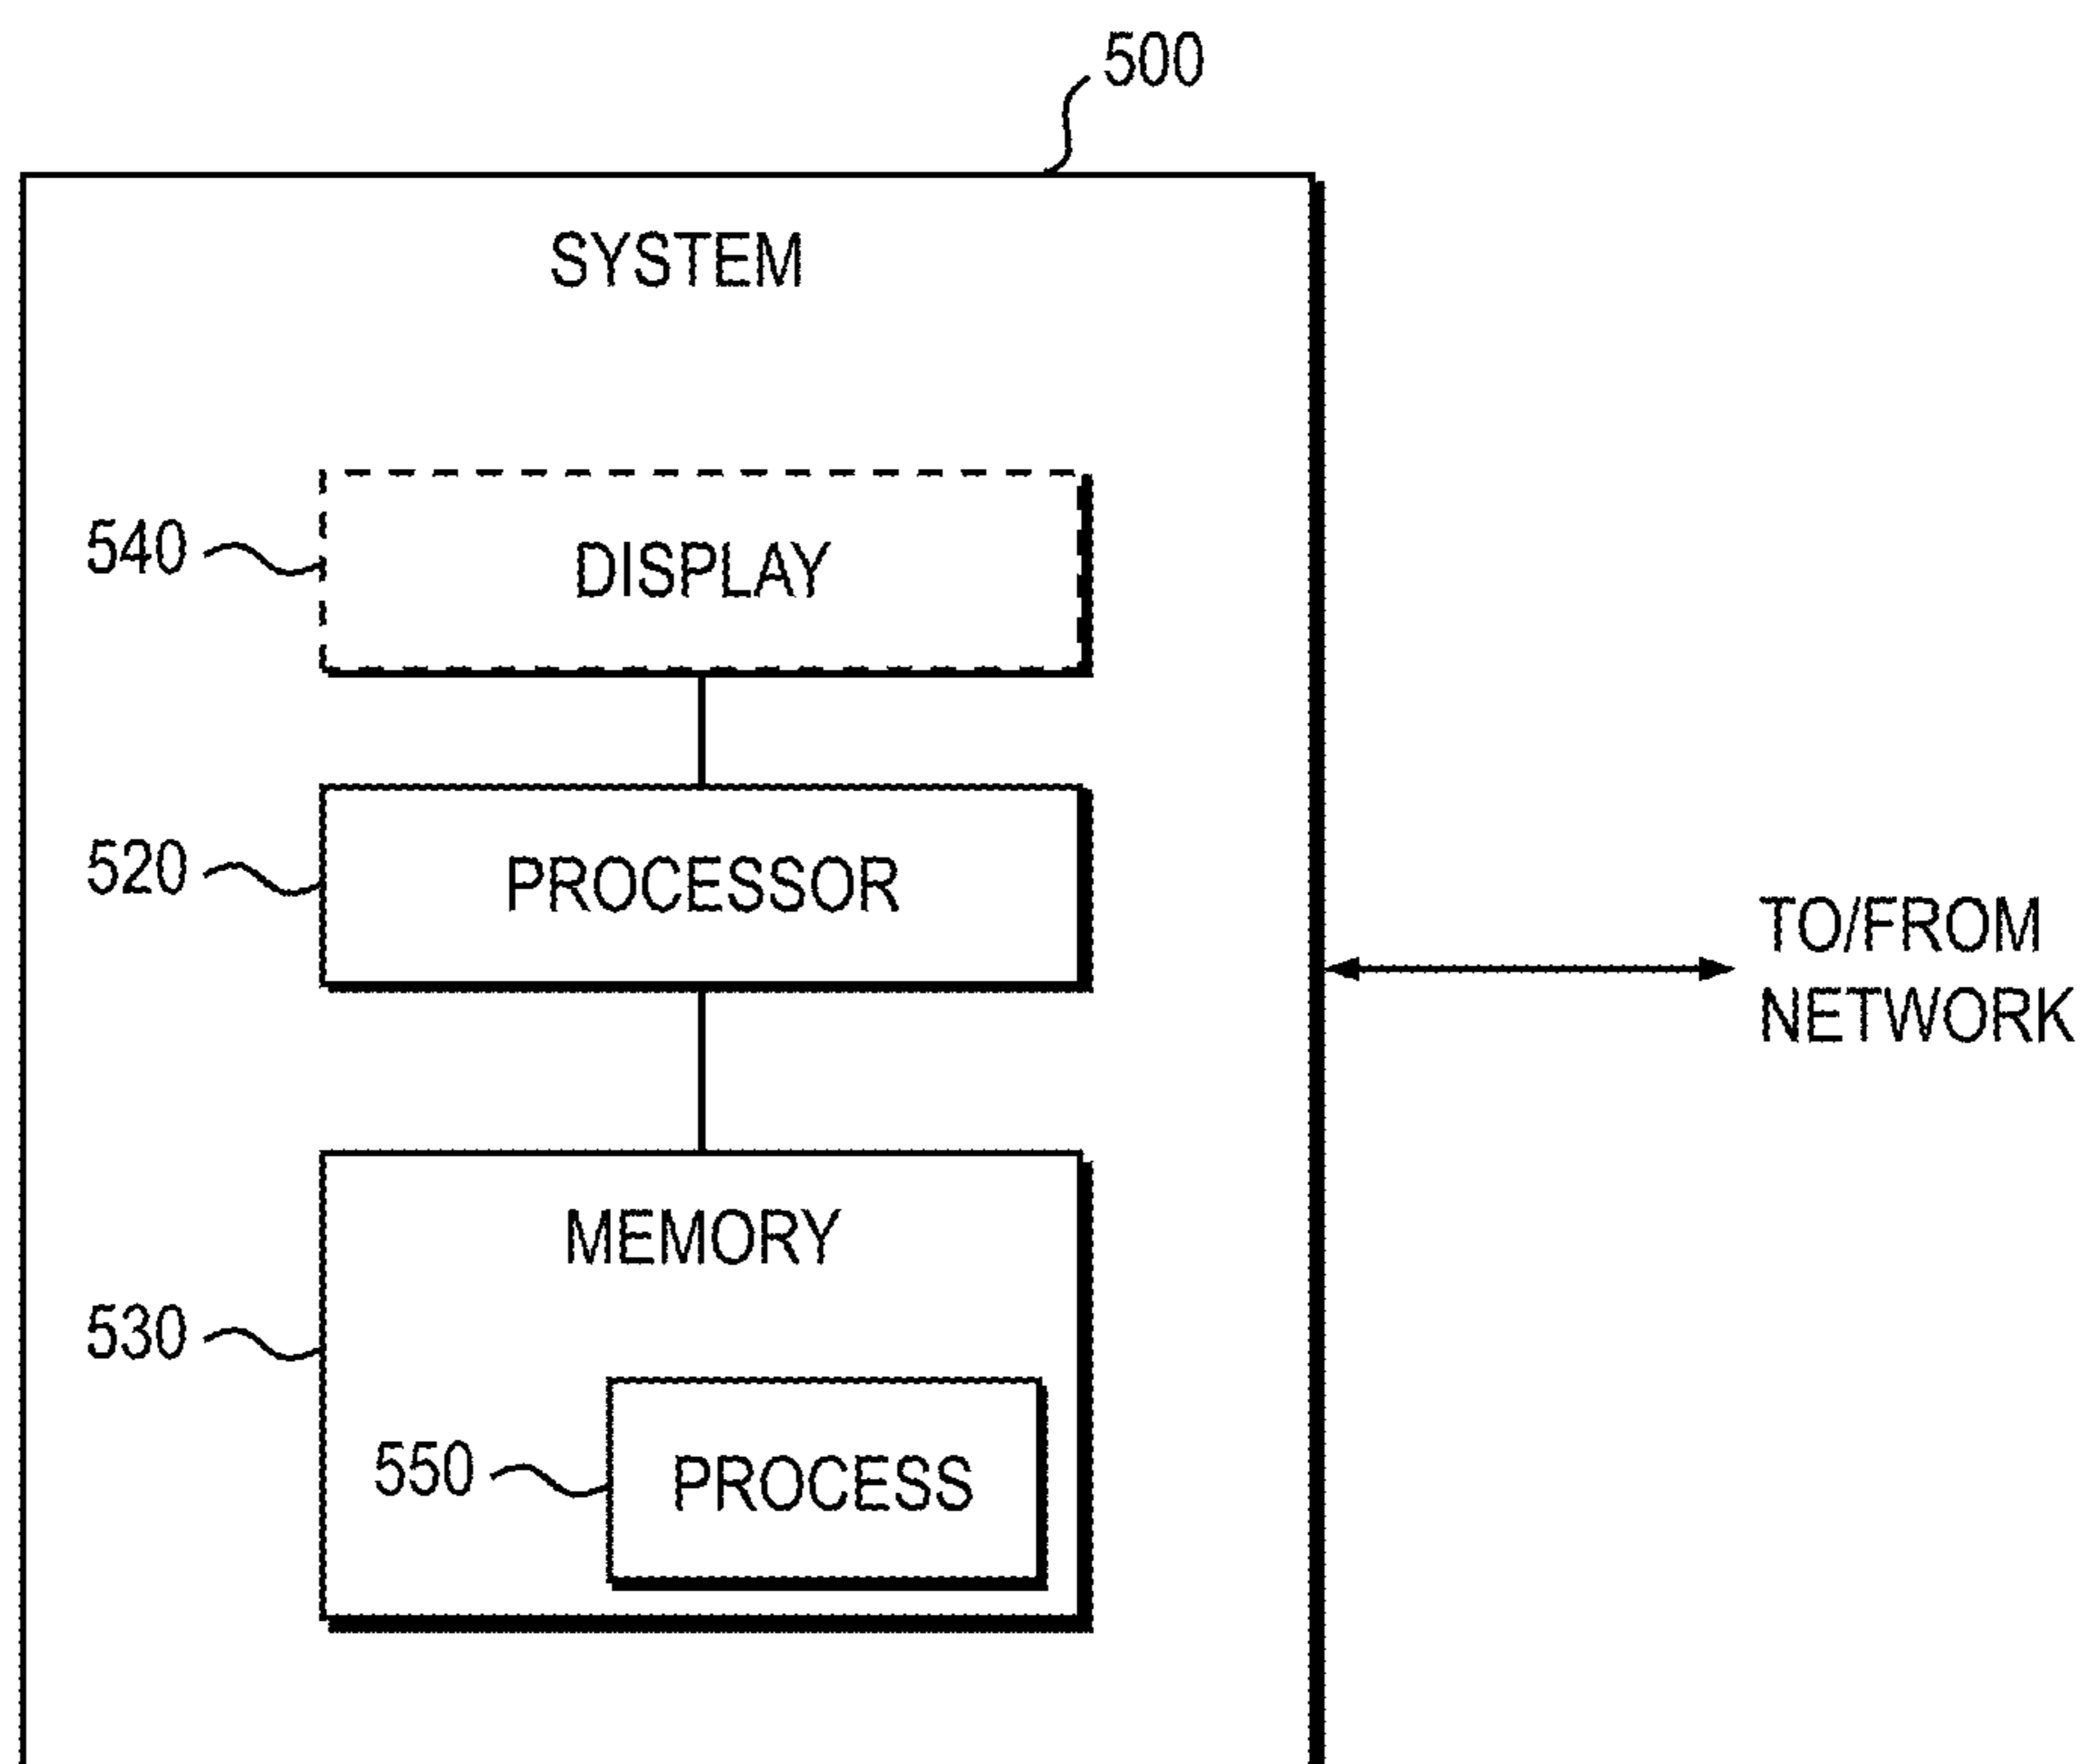 500
SYSTEM
540
DISPLAY
520
PROCESSOR
TO/FROM
NETWORK
MEMORY
530
550
PROCESS